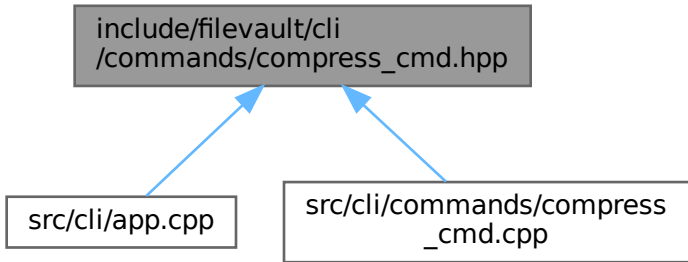 include/filevault/cli
/commands/compress_cmd.hpp
src/cli/app.cpp
src/cli/commands/compress
_cmd.cpp